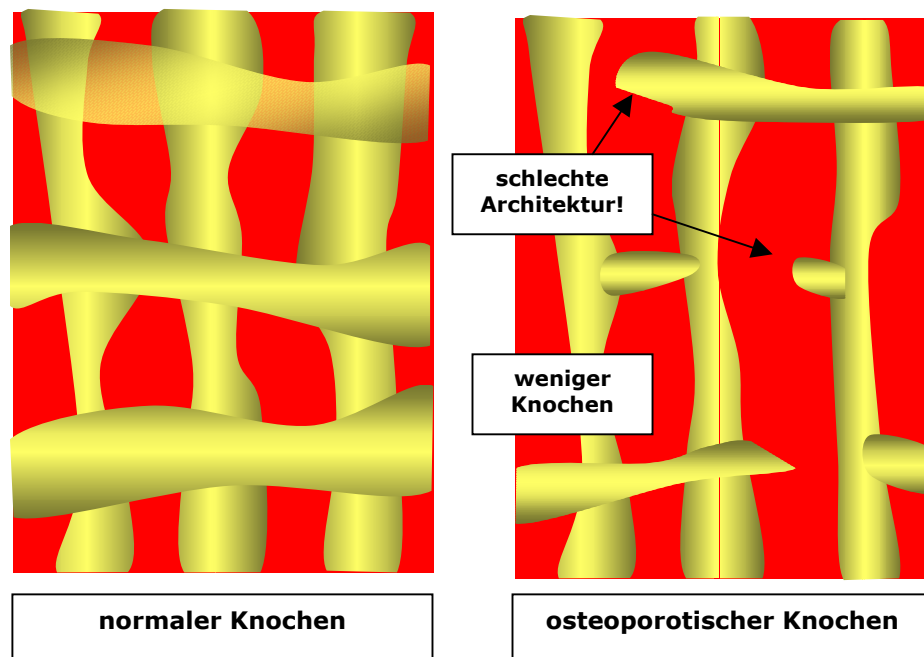 schlechte
Architektur!
weniger
Knochen
normaler Knochen
osteoporotischer Knochen